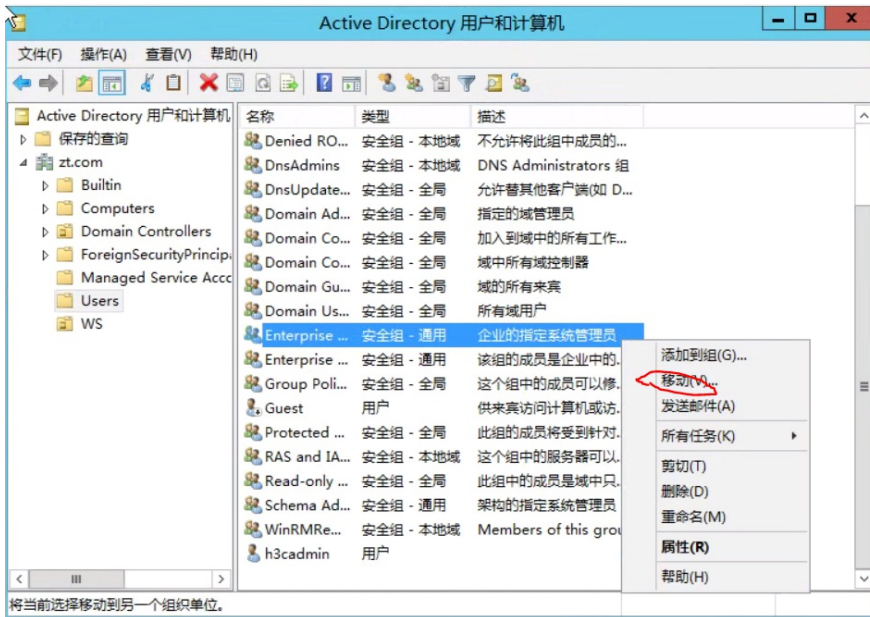 Active Directory 用户和计算机
文件(F) 操作(A) 查看(V) 帮助(H)
Active Directory 用户和计算机
保存的查询
zt.com
Builtin
Computers
Domain Controllers
ForeignSecurityPrincip
Managed Service Acc
Users
WS
名称 类型 描述
Denied RO... 安全组 - 本地域 不允许将此组中成员的...
DnsAdmins 安全组 - 本地域 DNS Administrators 组
DnsUpdate... 安全组 - 全局 允许替其他客户端(如 D...
Domain Ad... 安全组 - 全局 指定的域管理员
Domain Co... 安全组 - 全局 加入到域中的所有工作...
Domain Co... 安全组 - 全局 域中所有域控制器
Domain Gu... 安全组 - 全局 域的所有来宾
Domain Us... 安全组 - 全局 所有域用户
Enterprise ... 安全组 - 通用 企业的指定系统管理员
Enterprise ... 安全组 - 通用 该组的成员是企业中的..
Group Poli... 安全组 - 全局 这个组中的成员可以修..
Guest 用户 供来宾访问计算机或访..
Protected ... 安全组 - 全局 此组的成员将受到针对..
RAS and IA... 安全组 - 本地域 这个组中的服务器可以..
Read-only ... 安全组 - 全局 此组中的成员是域中只..
Schema Ad... 安全组 - 通用 架构的指定系统管理员
WinRMRe... 安全组 - 本地域 Members of this grou
h3cadmin 用户
添加到组(G)...
移动(V)...
发送邮件(A)
所有任务(K)
剪切(T)
删除(D)
重命名(M)
属性(R)
帮助(H)
将当前选择移动到另一个组织单位。